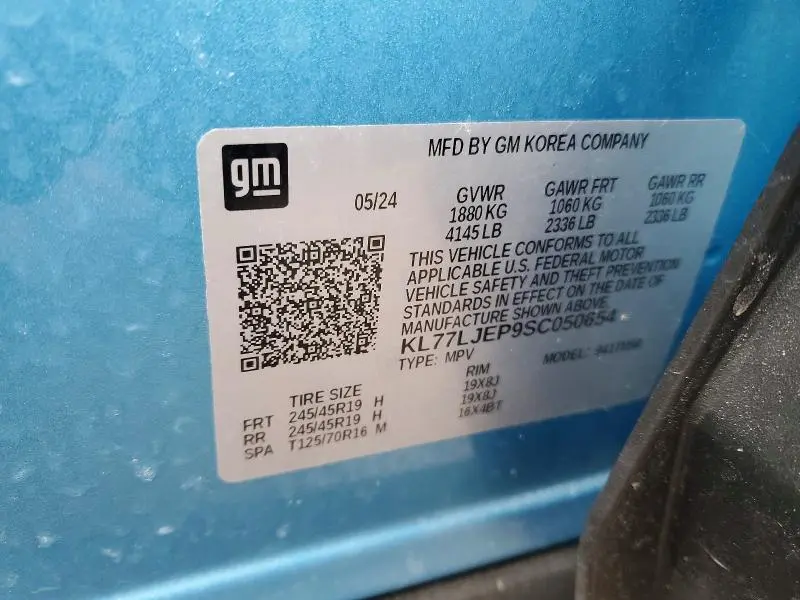 gm
MFD BY GM KOREA COMPANY
05/24
GVWR GAWR FRT GAWR RR
1880 KG 1060 KG 1060 KG
4145 LB 2336 LB 2336 LB
THIS VEHICLE CONFORMS TO ALL
APPLICABLE U.S. FEDERAL MOTOR
VEHICLE SAFETY AND THEFT PREVENTION
STANDARDS IN EFFECT ON THE DATE OF
MANUFACTURE SHOWN ABOVE.
KL77LJEP9SC050654
TYPE: MPV MODEL:
TIRE SIZE RIM
FRT 245/45R19 H 19X8J
RR 245/45R19 H 19X8J
SPA T125/70R16 M 16X4BT